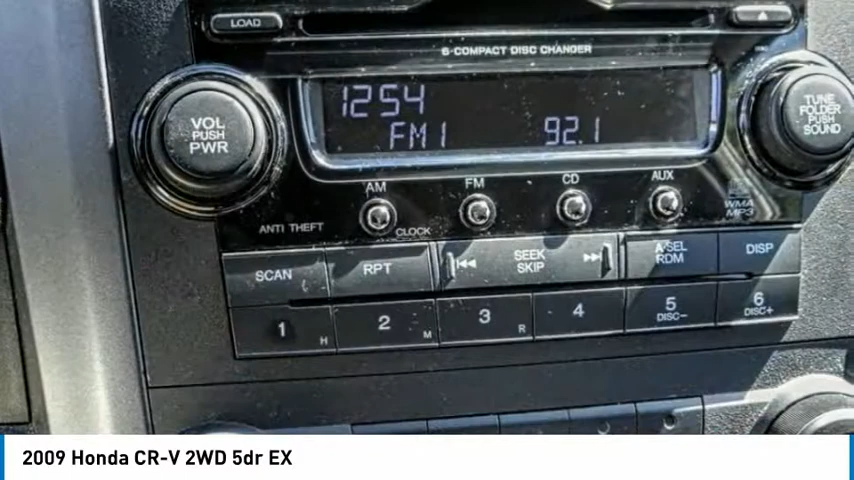 LOAD
6-COMPACT DISC CHANGER
12 54
FM1 92.1
VOL
PUSH
PWR
TUNE
FOLDER
PUSH
SOUND
AM FM CD AUX
ANTI THEFT CLOCK
WMA
MP3
SCAN RPT SEEK
SKIP A.SEL
RDM DISP
1 H 2 M 3 R 4 5
DISC- 6
DISC+
2009 Honda CR-V 2WD 5dr EX